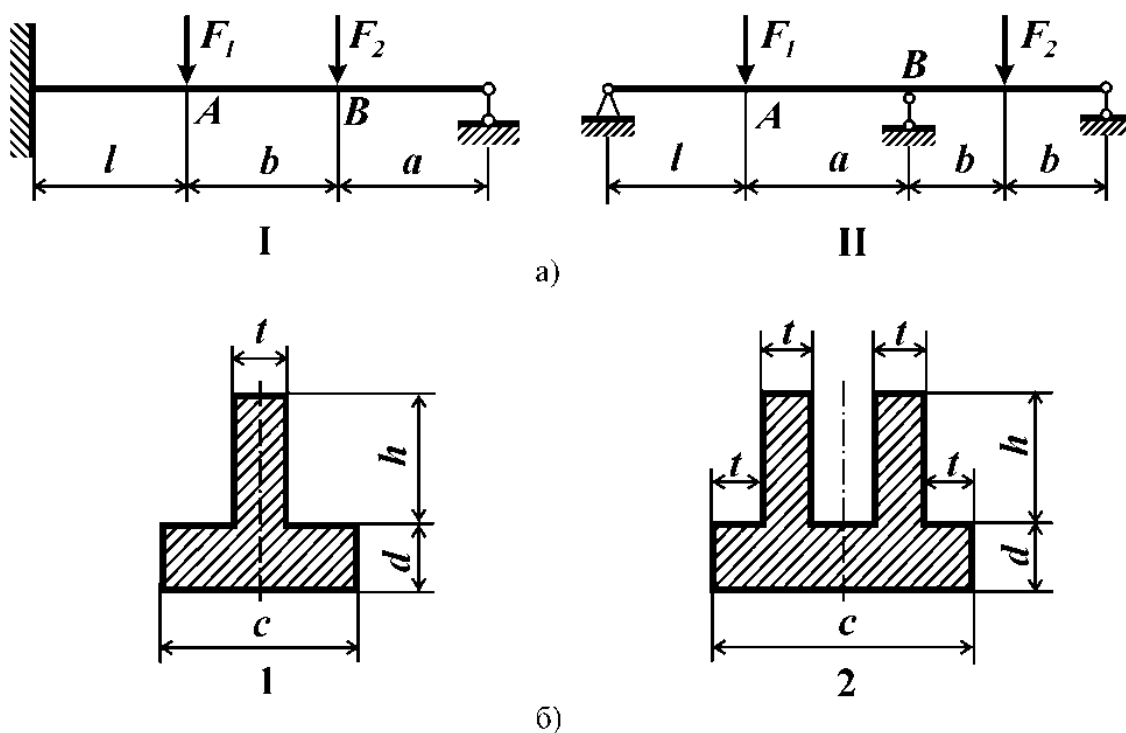 F₁ F₂ F₁ F₂
A B A B
l b a l a b b
I II
а)
t t t
h t t h
d d
c c
1 2
б)